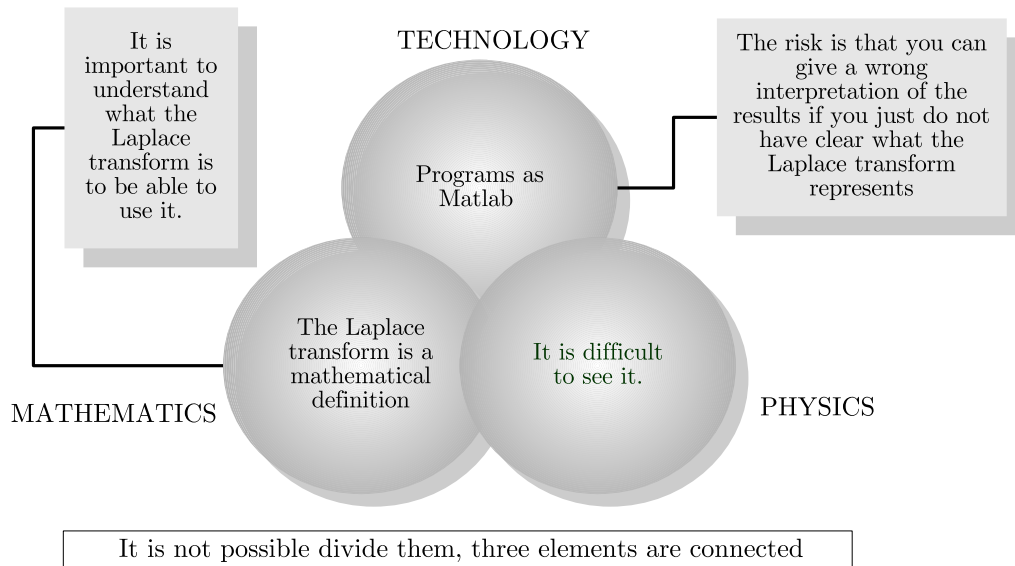 It is
important to
understand
what the
Laplace
transform is
to be able to
use it.
TECHNOLOGY
Programs as
Matlab
The risk is that you can
give a wrong
interpretation of the
results if you just do not
have clear what the
Laplace transform
represents
The Laplace
transform is a
mathematical
definition
It is difficult
to see it.
MATHEMATICS
PHYSICS
It is not possible divide them, three elements are connected